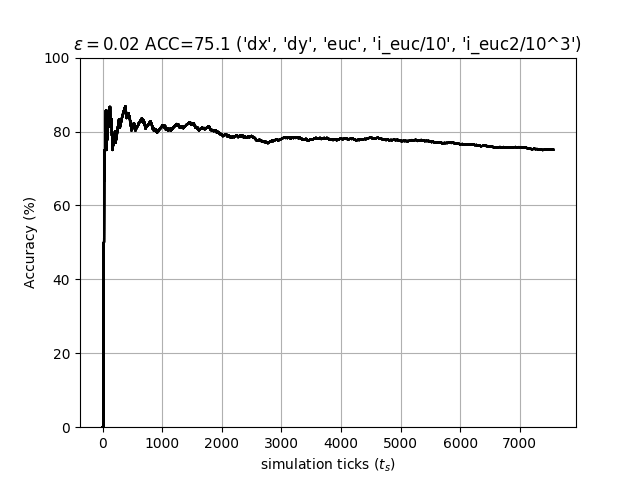 ε = 0.02 ACC=75.1 ('dx', 'dy', 'euc', 'i_euc/10', 'i_euc2/10^3')
100
80
60
40
20
0
Accuracy (%)
0 1000 2000 3000 4000 5000 6000 7000
simulation ticks (tₛ)